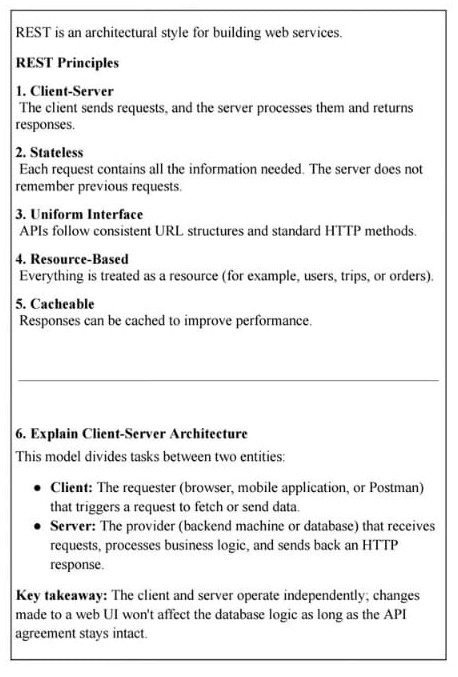 REST is an architectural style for building web services.
REST Principles
1. Client-Server
The client sends requests, and the server processes them and returns
responses.
2. Stateless
Each request contains all the information needed. The server does not
remember previous requests.
3. Uniform Interface
APIs follow consistent URL structures and standard HTTP methods.
4. Resource-Based
Everything is treated as a resource (for example, users, trips, or orders).
5. Cacheable
Responses can be cached to improve performance.
6. Explain Client-Server Architecture
This model divides tasks between two entities:
● Client: The requester (browser, mobile application, or Postman)
that triggers a request to fetch or send data.
● Server: The provider (backend machine or database) that receives
requests, processes business logic, and sends back an HTTP
response.
Key takeaway: The client and server operate independently; changes
made to a web UI won't affect the database logic as long as the API
agreement stays intact.